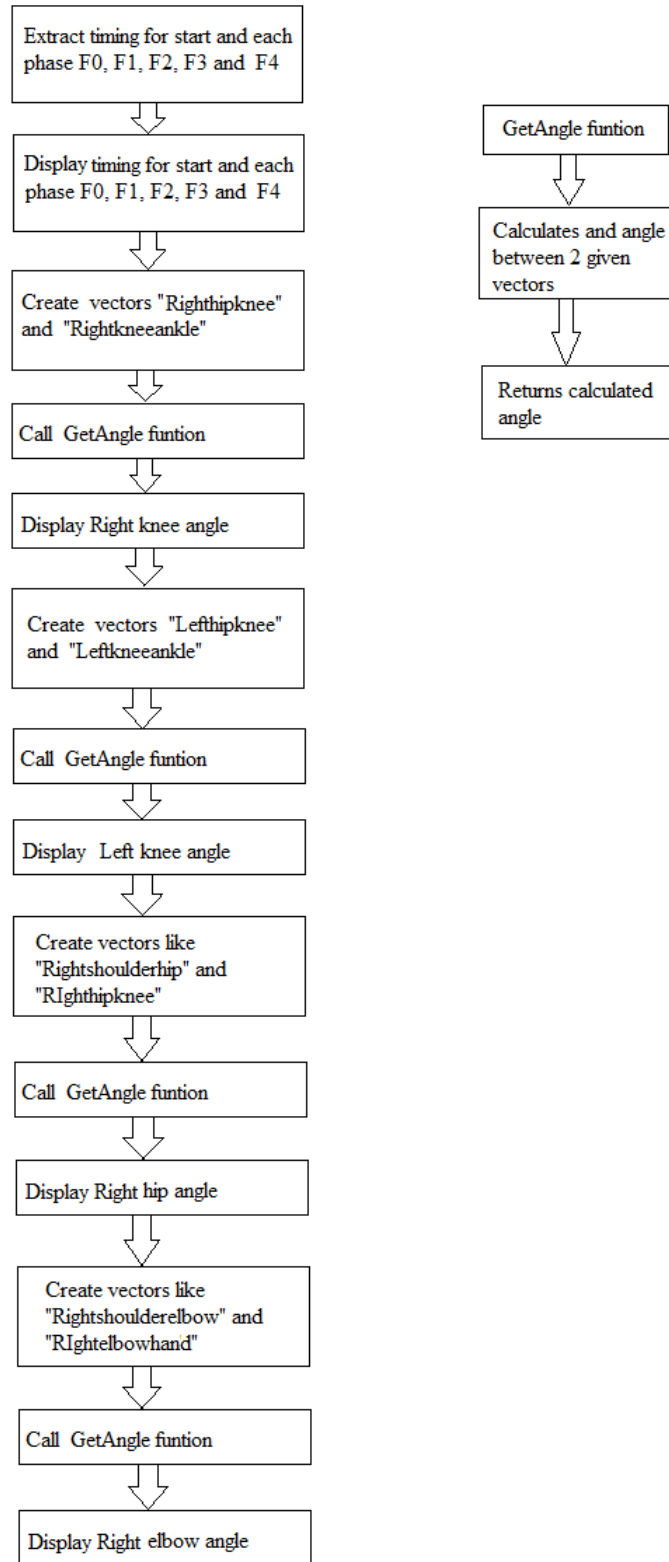 Extract timing for start and each
phase F0, F1, F2, F3 and F4
Display timing for start and each
phase F0, F1, F2, F3 and F4
Create vectors "Righthipknee"
and "Rightkneeankle"
Call GetAngle funtion
Display Right knee angle
Create vectors "Lefthipknee"
and "Leftkneeankle"
Call GetAngle funtion
Display Left knee angle
Create vectors like
"Rightshoulderhip" and
"RIghthipknee"
Call GetAngle funtion
Display Right hip angle
Create vectors like
"Rightshoulderelbow" and
"RIghtelbowhand"
Call GetAngle funtion
Display Right elbow angle
GetAngle funtion
Calculates and angle
between 2 given
vectors
Returns calculated
angle